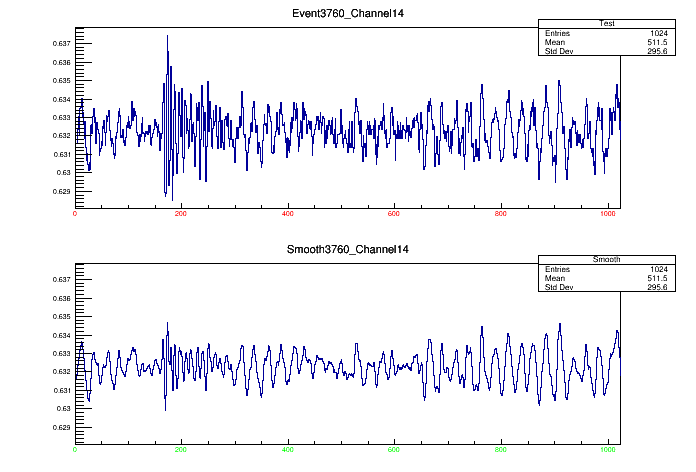 Event3760_Channel14
Test
Entries 1024
Mean 511.5
Std Dev 295.6
0.637
0.636
0.635
0.634
0.633
0.632
0.631
0.63
0.629
0 200 400 600 800 1000
Smooth3760_Channel14
Smooth
Entries 1024
Mean 511.5
Std Dev 295.6
0.637
0.636
0.635
0.634
0.633
0.632
0.631
0.63
0.629
0 200 400 600 800 1000